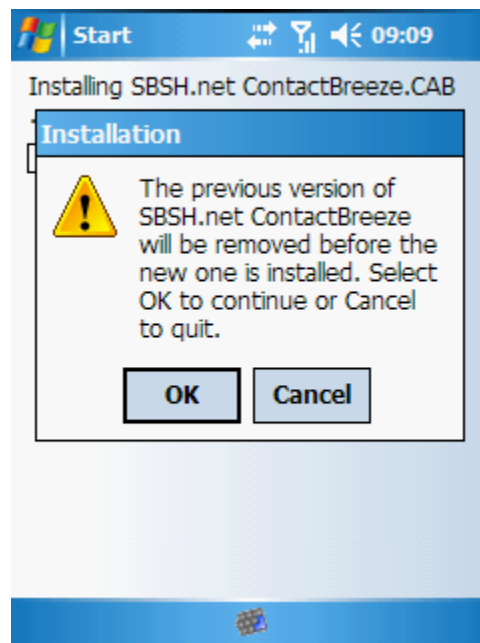 Start 09:09
Installing SBSH.net ContactBreeze.CAB
Installation
The previous version of
SBSH.net ContactBreeze
will be removed before the
new one is installed. Select
OK to continue or Cancel
to quit.
OK Cancel